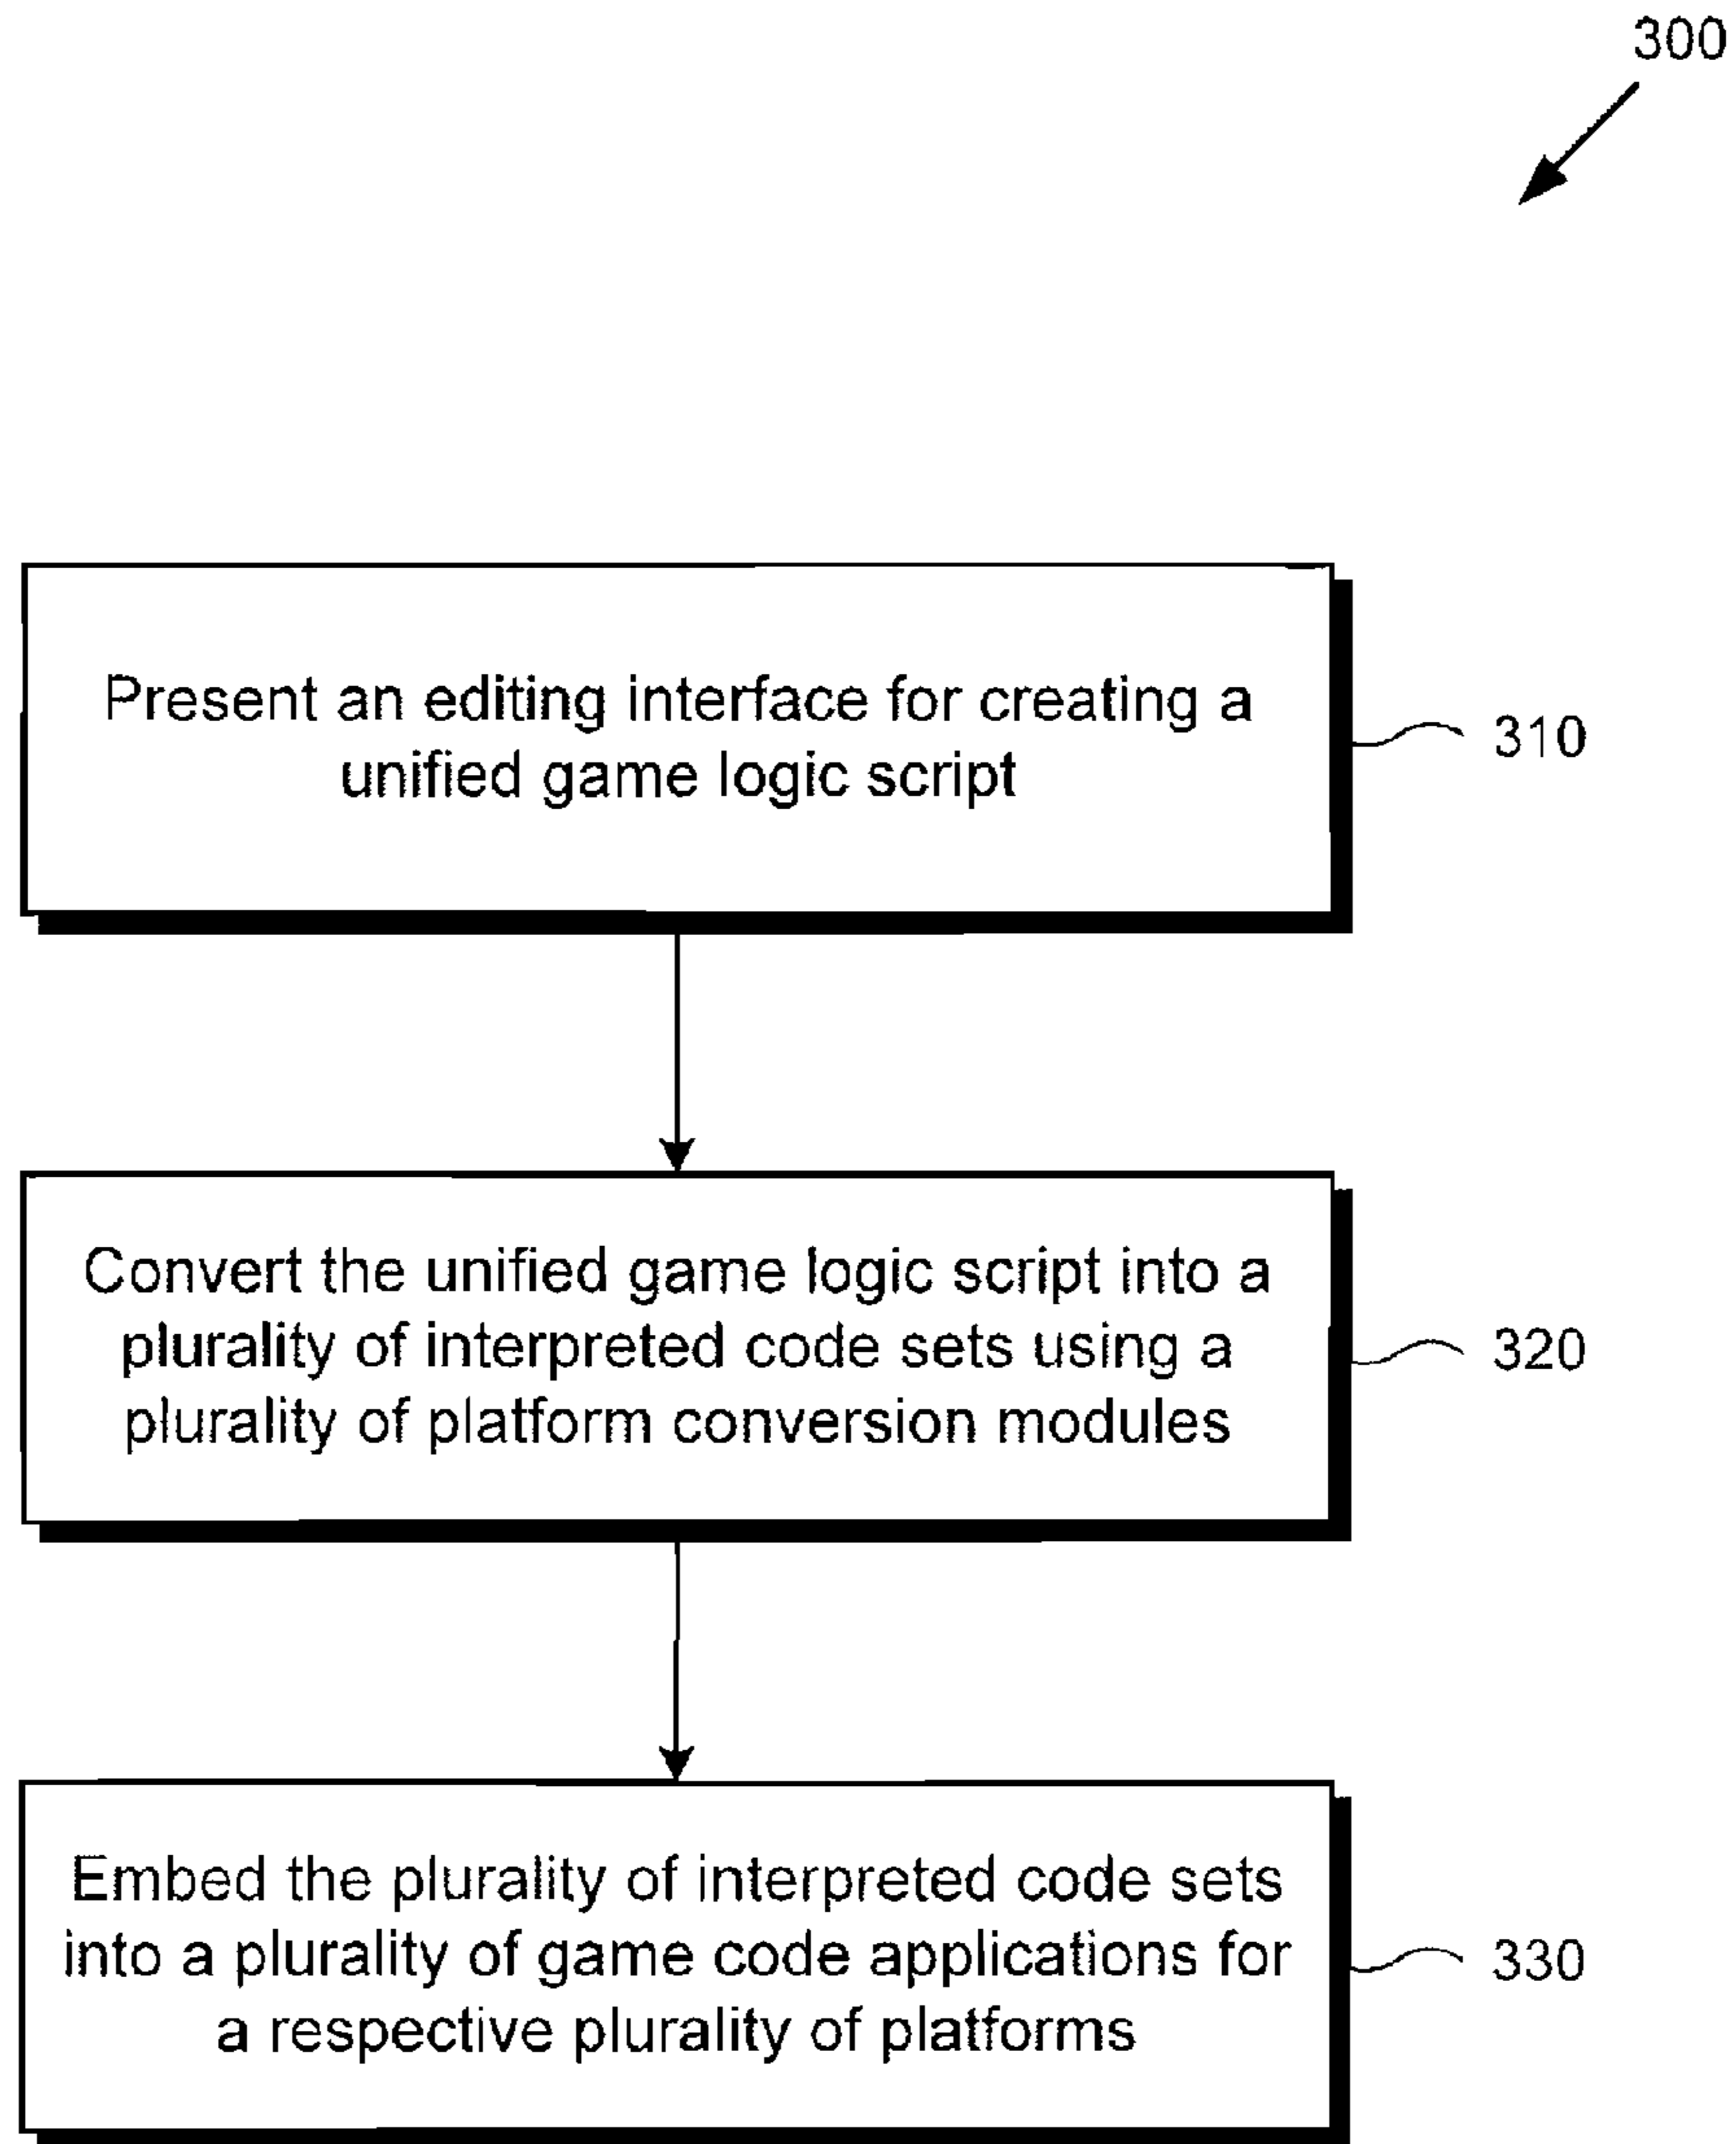 300
Present an editing interface for creating a
unified game logic script
310
Convert the unified game logic script into a
plurality of interpreted code sets using a
plurality of platform conversion modules
320
Embed the plurality of interpreted code sets
into a plurality of game code applications for
a respective plurality of platforms
330